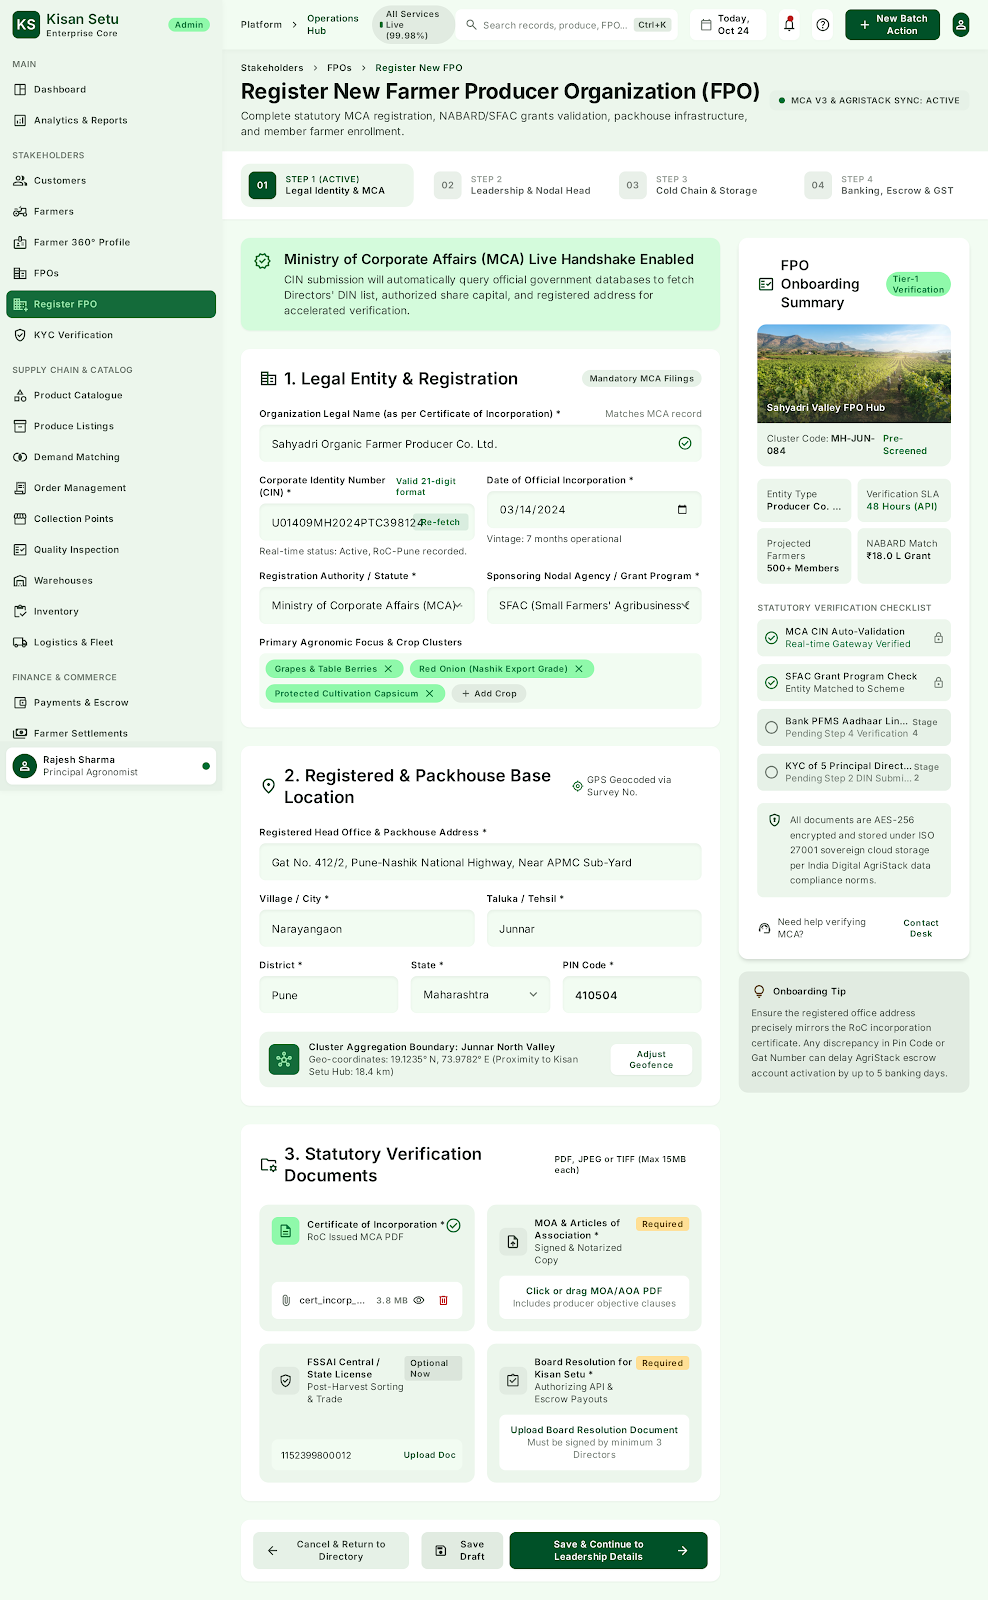 KS
Kisan Setu
Enterprise Core
Admin
MAIN
Dashboard
Analytics & Reports
STAKEHOLDERS
Customers
Farmers
Farmer 360° Profile
FPOs
Register FPO
KYC Verification
SUPPLY CHAIN & CATALOG
Product Catalogue
Produce Listings
Demand Matching
Order Management
Collection Points
Quality Inspection
Warehouses
Inventory
Logistics & Fleet
FINANCE & COMMERCE
Payments & Escrow
Farmer Settlements
Rajesh Sharma
Principal Agronomist
Platform
Operations
Hub
All Services
Live
(99.98%)
Search records, produce, FPO...
Ctrl+K
Today,
Oct 24
New Batch
Action
Stakeholders
FPOs
Register New FPO
Register New Farmer Producer Organization (FPO)
Complete statutory MCA registration, NABARD/SFAC grants validation, packhouse infrastructure,
and member farmer enrollment.
MCA V3 & AGRISTACK SYNC: ACTIVE
01
STEP 1 (ACTIVE)
Legal Identity & MCA
02
STEP 2
Leadership & Nodal Head
03
STEP 3
Cold Chain & Storage
04
STEP 4
Banking, Escrow & GST
Ministry of Corporate Affairs (MCA) Live Handshake Enabled
CIN submission will automatically query official government databases to fetch
Directors' DIN list, authorized share capital, and registered address for
accelerated verification.
1. Legal Entity & Registration
Mandatory MCA Filings
Organization Legal Name (as per Certificate of Incorporation) *
Matches MCA record
Sahyadri Organic Farmer Producer Co. Ltd.
Corporate Identity Number
(CIN) *
Valid 21-digit
format
U01409MH2024PTC398124
Re-fetch
Real-time status: Active, RoC-Pune recorded.
Date of Official Incorporation *
03/14/2024
Vintage: 7 months operational
Registration Authority / Statute *
Ministry of Corporate Affairs (MCA)
Sponsoring Nodal Agency / Grant Program *
SFAC (Small Farmers' Agribusiness
Primary Agronomic Focus & Crop Clusters
Grapes & Table Berries
Red Onion (Nashik Export Grade)
Protected Cultivation Capsicum
Add Crop
2. Registered & Packhouse Base
Location
GPS Geocoded via
Survey No.
Registered Head Office & Packhouse Address *
Gat No. 412/2, Pune-Nashik National Highway, Near APMC Sub-Yard
Village / City *
Narayangaon
Taluka / Tehsil *
Junnar
District *
Pune
State *
Maharashtra
PIN Code *
410504
Cluster Aggregation Boundary: Junnar North Valley
Geo-coordinates: 19.1235° N, 73.9782° E (Proximity to Kisan
Setu Hub: 18.4 km)
Adjust
Geofence
3. Statutory Verification
Documents
PDF, JPEG or TIFF (Max 15MB
each)
Certificate of Incorporation *
RoC Issued MCA PDF
cert_incorp_...
3.8 MB
MOA & Articles of
Association *
Signed & Notarized
Copy
Required
Click or drag MOA/AOA PDF
Includes producer objective clauses
FSSAI Central /
State License
Post-Harvest Sorting
& Trade
Optional
Now
1152399800012
Upload Doc
Board Resolution for
Kisan Setu *
Authorizing API &
Escrow Payouts
Required
Upload Board Resolution Document
Must be signed by minimum 3
Directors
Cancel & Return to
Directory
Save
Draft
Save & Continue to
Leadership Details
FPO
Onboarding
Summary
Tier-1
Verification
Sahyadri Valley FPO Hub
Cluster Code: MH-JUN-
084
Pre-
Screened
Entity Type
Producer Co. ...
Verification SLA
48 Hours (API)
Projected
Farmers
500+ Members
NABARD Match
₹18.0 L Grant
STATUTORY VERIFICATION CHECKLIST
MCA CIN Auto-Validation
Real-time Gateway Verified
SFAC Grant Program Check
Entity Matched to Scheme
Bank PFMS Aadhaar Lin...
Pending Step 4 Verification
Stage
4
KYC of 5 Principal Direct...
Pending Step 2 DIN Submi...
Stage
2
All documents are AES-256
encrypted and stored under ISO
27001 sovereign cloud storage
per India Digital AgriStack data
compliance norms.
Need help verifying
MCA?
Contact
Desk
Onboarding Tip
Ensure the registered office address
precisely mirrors the RoC incorporation
certificate. Any discrepancy in Pin Code or
Gat Number can delay AgriStack escrow
account activation by up to 5 banking days.